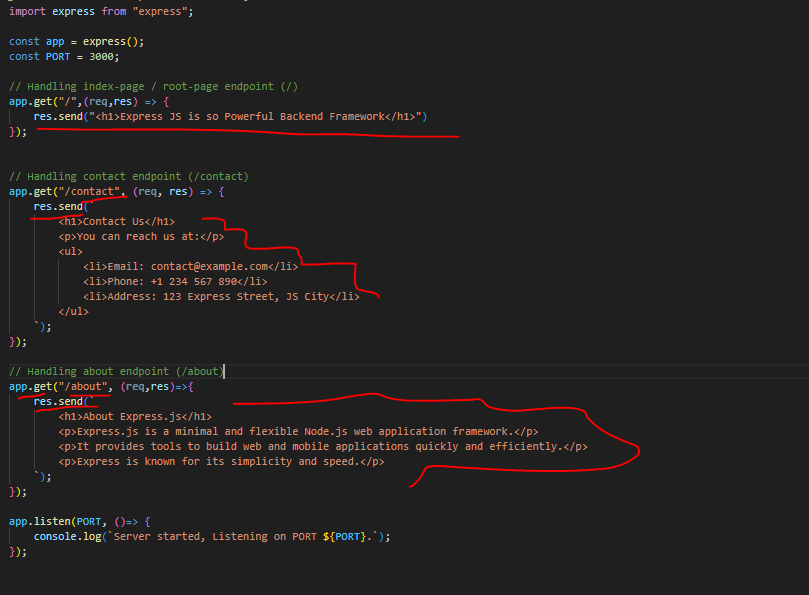 import express from "express";
const app = express();
const PORT = 3000;
// Handling index-page / root-page endpoint (/)
app.get("/",(req,res) => {
res.send("<h1>Express JS is so Powerful Backend Framework</h1>")
});
// Handling contact endpoint (/contact)
app.get("/contact", (req, res) => {
res.send(`
<h1>Contact Us</h1>
<p>You can reach us at:</p>
<ul>
<li>Email: contact@example.com</li>
<li>Phone: +1 234 567 890</li>
<li>Address: 123 Express Street, JS City</li>
</ul>
`);
});
// Handling about endpoint (/about)
app.get("/about", (req,res)=>{
res.send(`
<h1>About Express.js</h1>
<p>Express.js is a minimal and flexible Node.js web application framework.</p>
<p>It provides tools to build web and mobile applications quickly and efficiently.</p>
<p>Express is known for its simplicity and speed.</p>
`);
});
app.listen(PORT, ()=> {
console.log(`Server started, Listening on PORT ${PORT}.`);
});